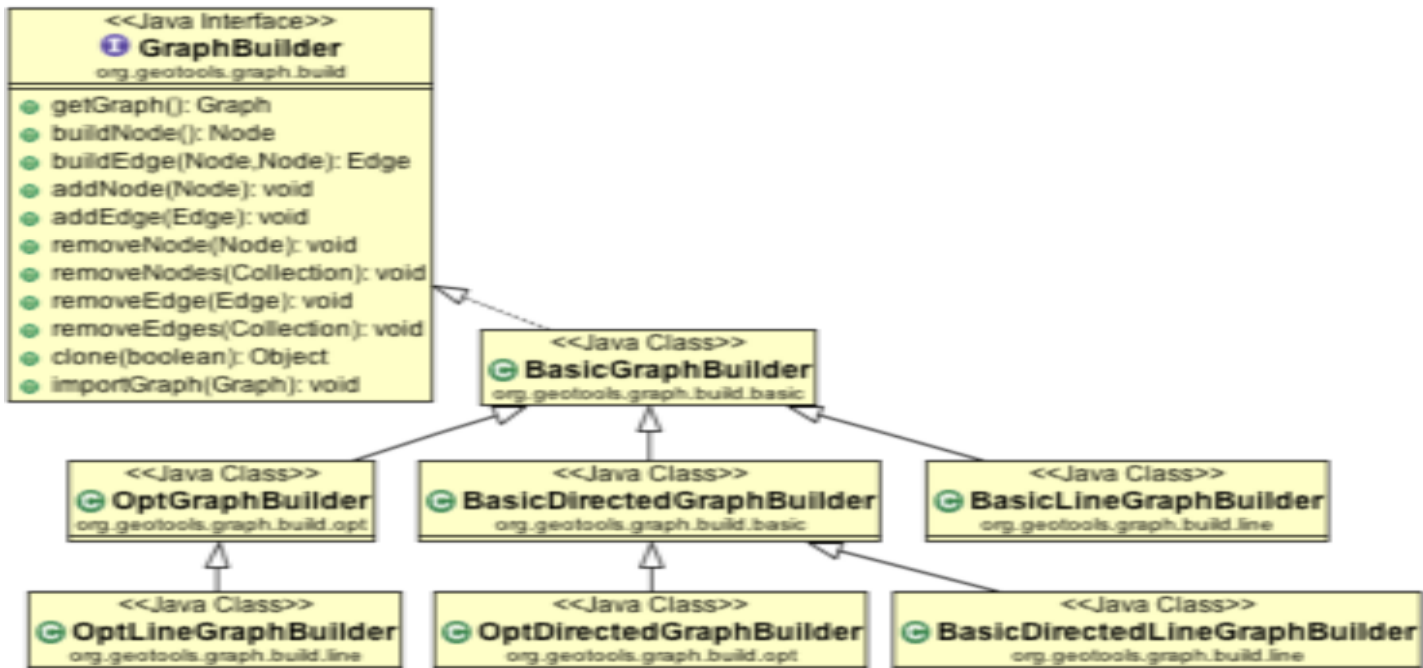 <<Java Interface>>
GraphBuilder
org.geotools.graph.build
getGraph(): Graph
buildNode(): Node
buildEdge(Node,Node): Edge
addNode(Node): void
addEdge(Edge): void
removeNode(Node): void
removeNodes(Collection): void
removeEdge(Edge): void
removeEdges(Collection): void
clone(boolean): Object
importGraph(Graph): void
<<Java Class>>
BasicGraphBuilder
org.geotools.graph.build.basic
<<Java Class>>
OptGraphBuilder
org.geotools.graph.build.opt
<<Java Class>>
BasicDirectedGraphBuilder
org.geotools.graph.build.basic
<<Java Class>>
BasicLineGraphBuilder
org.geotools.graph.build.line
<<Java Class>>
OptLineGraphBuilder
org.geotools.graph.build.line
<<Java Class>>
OptDirectedGraphBuilder
org.geotools.graph.build.opt
<<Java Class>>
BasicDirectedLineGraphBuilder
org.geotools.graph.build.line